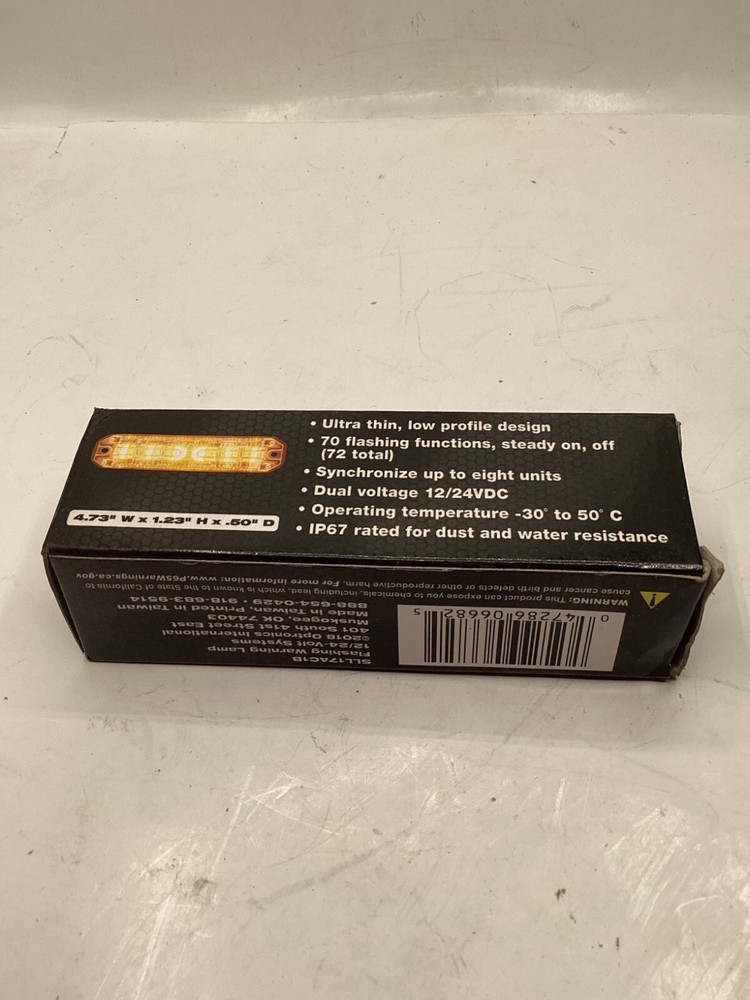 • Ultra thin, low profile design
• 70 flashing functions, steady on, off
(72 total)
• Synchronize up to eight units
• Dual voltage 12/24VDC
• Operating temperature -30° to 50° C
• IP67 rated for dust and water resistance
4.73" W x 1.23" H x .50" D
SLL17AC1B
Flashing Warning Lamp
12/24-Volt Systems
©2018 Optronics International
401 South 41st Street East
Muskogee, OK 74403
Made in Taiwan Printed in Taiwan
888-654-0429 • 918-683-9514
0 47286 06682 5
WARNING: This product can expose you to chemicals, including lead, which is known to the State of California to
cause cancer and birth defects or other reproductive harm. For more information: www.P65Warnings.ca.gov